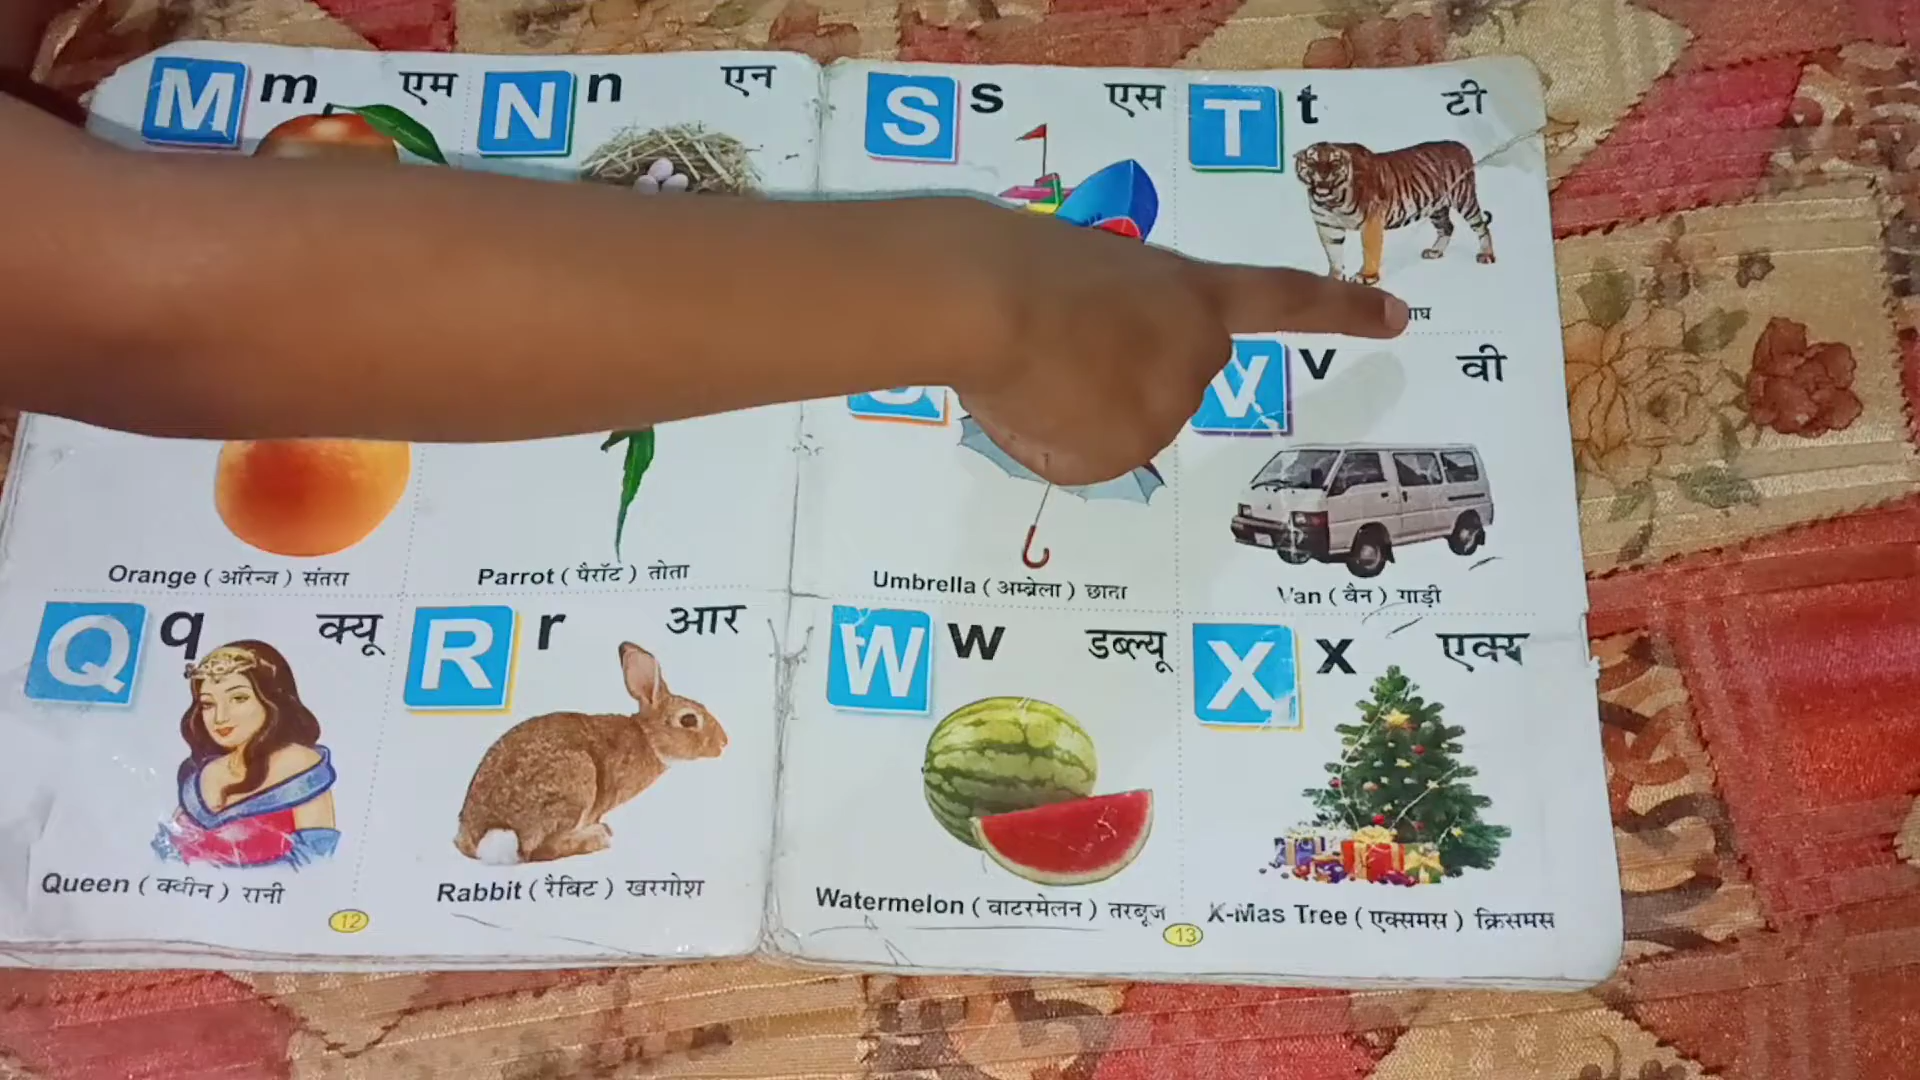 M m एम
N n एन
Orange ( ऑरेन्ज ) संतरा
Parrot ( पैरॉट ) तोता
Q q क्यू
R r आर
Queen ( क्वीन ) रानी
Rabbit ( रैबिट ) खरगोश
12
S s एस
T t टी
V v वी
Umbrella ( अम्ब्रेला ) छाता
Van ( वैन ) गाड़ी
W w डब्ल्यू
X x एक्स
Watermelon ( वाटरमेलन ) तरबूज
X-Mas Tree ( एक्समस ) क्रिसमस
13